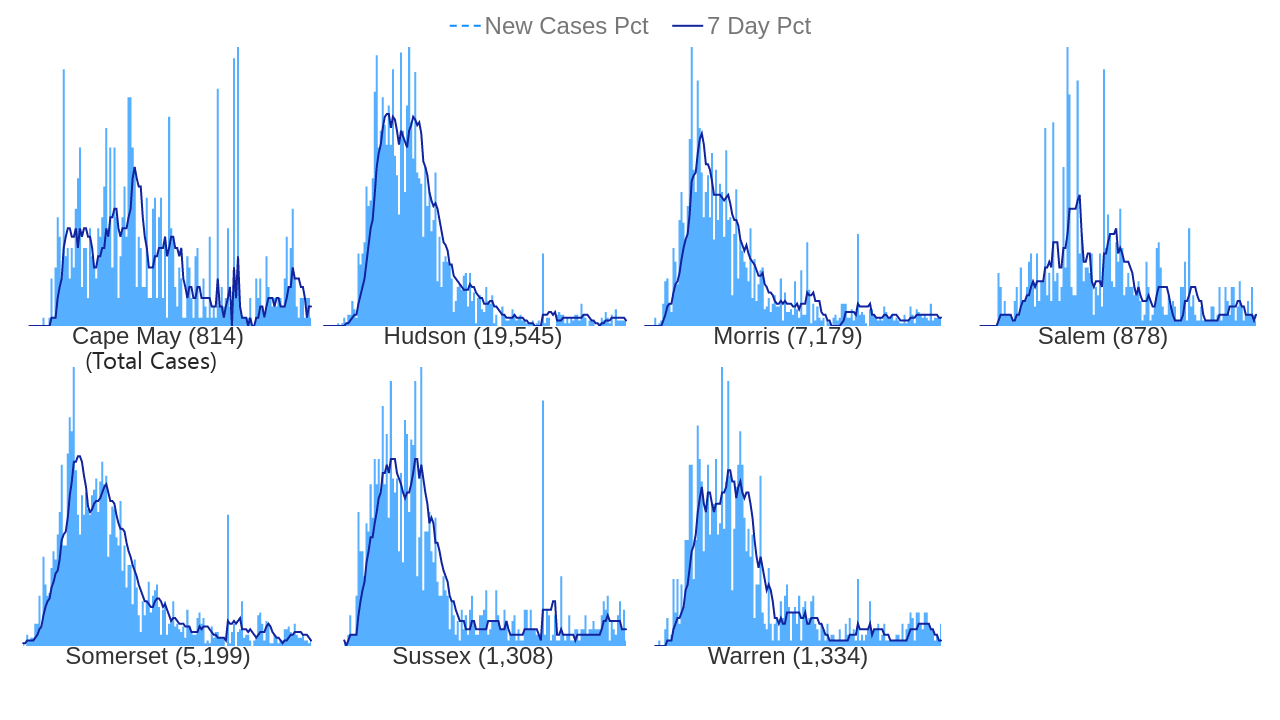 New Cases Pct 7 Day Pct
Cape May (814) Hudson (19,545) Morris (7,179) Salem (878)
(Total Cases)
Somerset (5,199) Sussex (1,308) Warren (1,334)